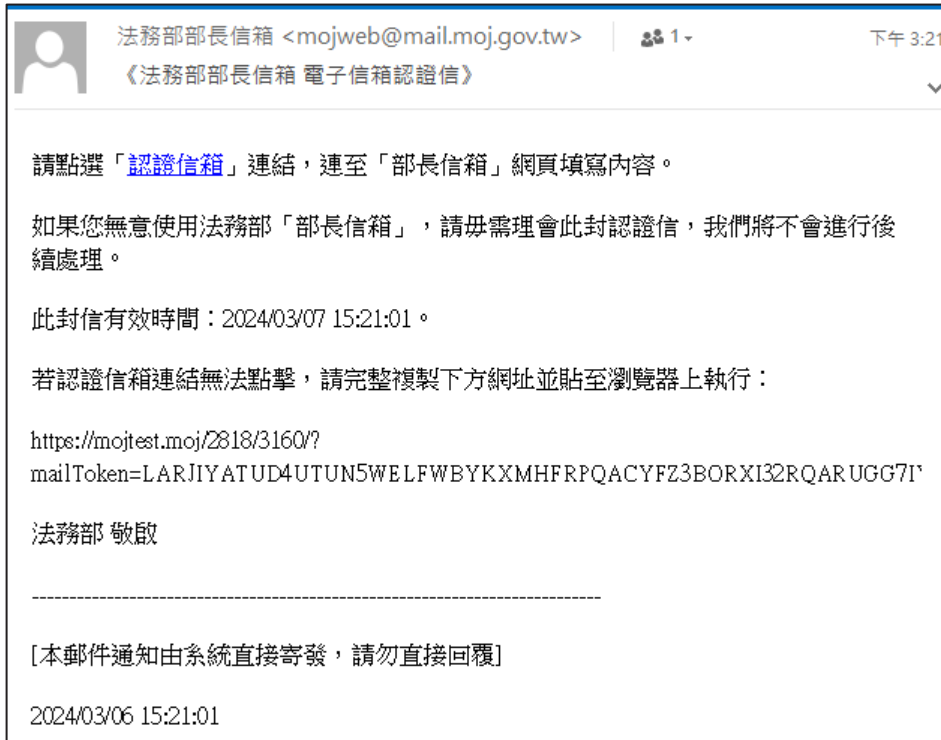 法務部部長信箱 <mojweb@mail.moj.gov.tw> 1 下午 3:21
《法務部部長信箱 電子信箱認證信》
請點選「認證信箱」連結，連至「部長信箱」網頁填寫內容。
如果您無意使用法務部「部長信箱」，請毋需理會此封認證信，我們將不會進行後
續處理。
此封信有效時間：2024/03/07 15:21:01。
若認證信箱連結無法點擊，請完整複製下方網址並貼至瀏覽器上執行：
https://mojtest.moj/2818/3160/?
mailToken=LARJIYATUD4UTUN5WELFWBYKXMHFRPQACYFZ3BORXI32RQARUGG7I
法務部 敬啟
-----------------------------------------------------------------------------
[本郵件通知由系統直接寄發，請勿直接回覆]
2024/03/06 15:21:01